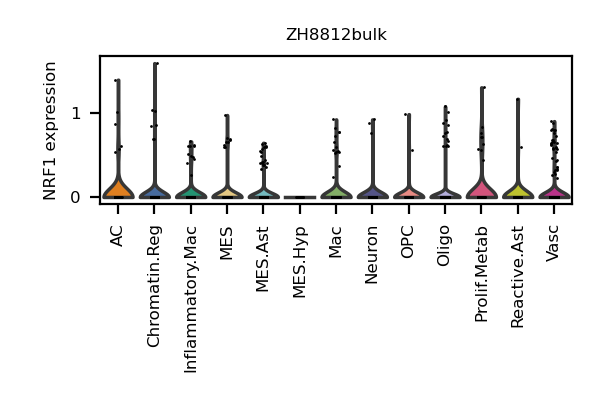 ZH8812bulk
NRF1 expression
1
0
AC
Chromatin.Reg
Inflammatory.Mac
MES
MES.Ast
MES.Hyp
Mac
Neuron
OPC
Oligo
Prolif.Metab
Reactive.Ast
Vasc